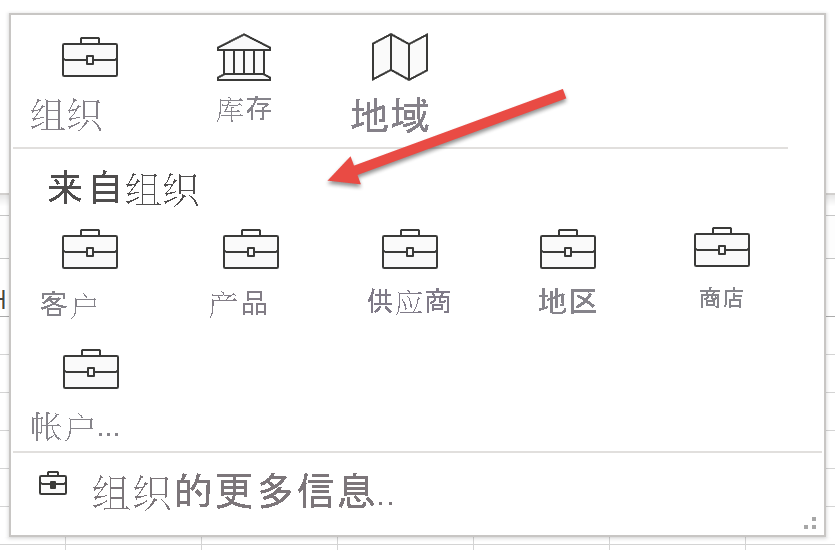 组织 库存 地域
来自组织
客户 产品 供应商 地区 商店
帐户...
组织的更多信息..